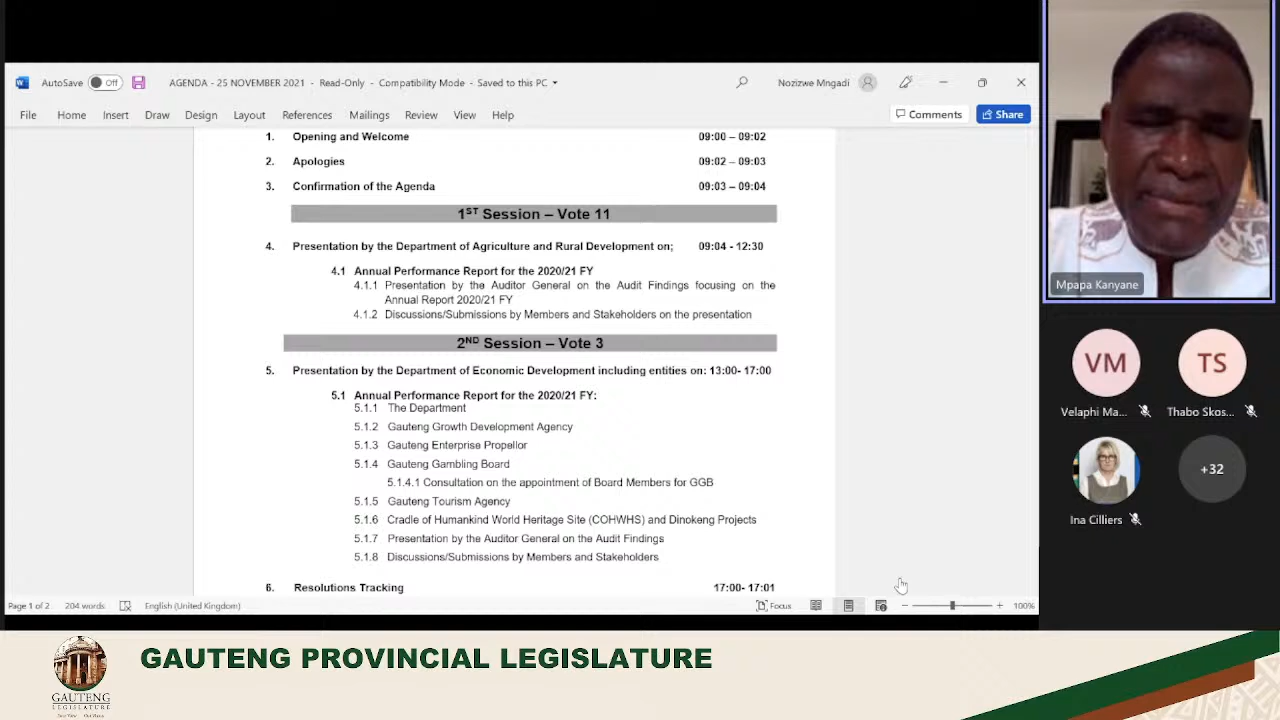 AutoSave Off AGENDA - 25 NOVEMBER 2021 - Read-Only - Compatibility Mode - Saved to this PC Nozizwe Mngadi
File Home Insert Draw Design Layout References Mailings Review View Help Comments Share
1. Opening and Welcome 09:00 – 09:02
2. Apologies 09:02 – 09:03
3. Confirmation of the Agenda 09:03 – 09:04
1ST Session – Vote 11
4. Presentation by the Department of Agriculture and Rural Development on; 09:04 - 12:30
4.1 Annual Performance Report for the 2020/21 FY
4.1.1 Presentation by the Auditor General on the Audit Findings focusing on the
Annual Report 2020/21 FY
4.1.2 Discussions/Submissions by Members and Stakeholders on the presentation
2ND Session – Vote 3
5. Presentation by the Department of Economic Development including entities on: 13:00- 17:00
5.1 Annual Performance Report for the 2020/21 FY:
5.1.1 The Department
5.1.2 Gauteng Growth Development Agency
5.1.3 Gauteng Enterprise Propellor
5.1.4 Gauteng Gambling Board
5.1.4.1 Consultation on the appointment of Board Members for GGB
5.1.5 Gauteng Tourism Agency
5.1.6 Cradle of Humankind World Heritage Site (COHWHS) and Dinokeng Projects
5.1.7 Presentation by the Auditor General on the Audit Findings
5.1.8 Discussions/Submissions by Members and Stakeholders
6. Resolutions Tracking 17:00- 17:01
Page 1 of 2 204 words English (United Kingdom) Focus 100%
Mpapa Kanyane
VM TS
Velaphi Ma... Thabo Skos...
+32
Ina Cilliers
GAUTENG PROVINCIAL LEGISLATURE
GAUTENG
LEGISLATURE